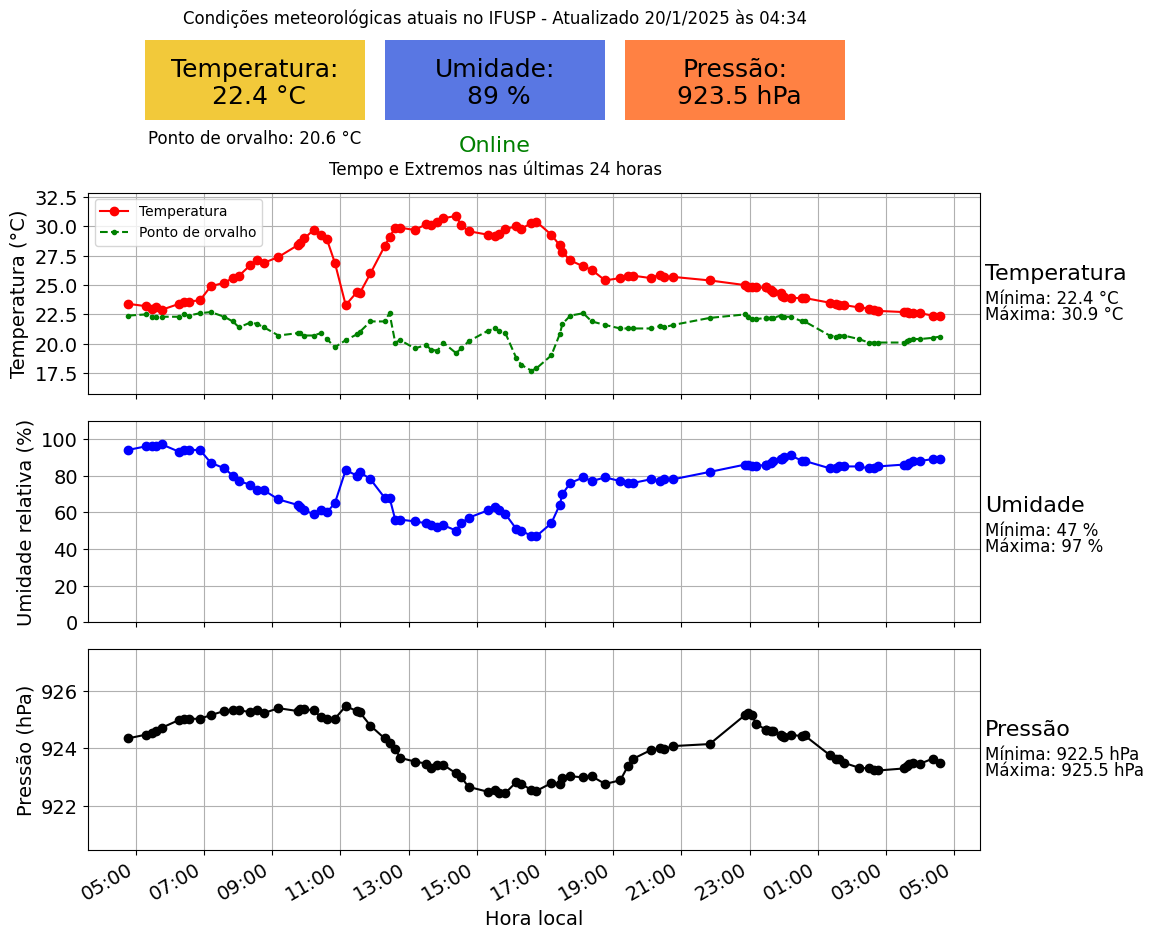 Condições meteorológicas atuais no IFUSP - Atualizado 20/1/2025 às 04:34
Temperatura:
22.4 °C
Umidade:
89 %
Pressão:
923.5 hPa
Ponto de orvalho: 20.6 °C
Online
Tempo e Extremos nas últimas 24 horas
Temperatura (°C)
32.5
30.0
27.5
25.0
22.5
20.0
17.5
Temperatura
Ponto de orvalho
Temperatura
Mínima: 22.4 °C
Máxima: 30.9 °C
Umidade relativa (%)
100
80
60
40
20
0
Umidade
Mínima: 47 %
Máxima: 97 %
Pressão (hPa)
926
924
922
Pressão
Mínima: 922.5 hPa
Máxima: 925.5 hPa
05:00 07:00 09:00 11:00 13:00 15:00 17:00 19:00 21:00 23:00 01:00 03:00 05:00
Hora local